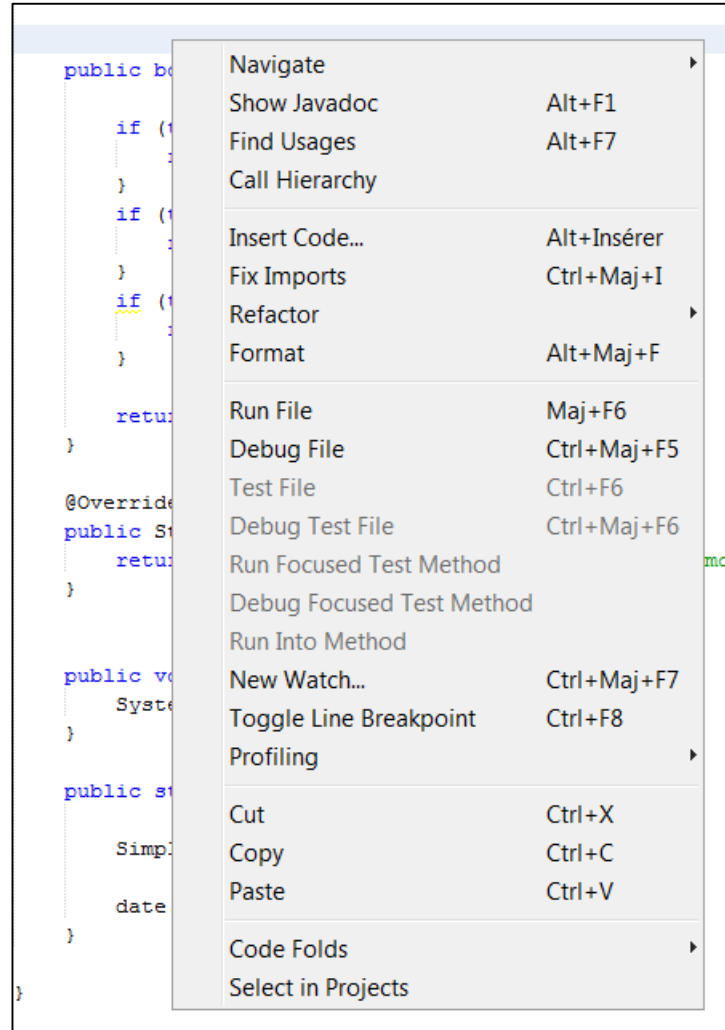 Navigate
public bo
Show Javadoc Alt+F1
if (t
Find Usages Alt+F7
Call Hierarchy
}
if (t
Insert Code... Alt+Insérer
}
Fix Imports Ctrl+Maj+I
if (t
Refactor
}
Format Alt+Maj+F
retur
Run File Maj+F6
}
Debug File Ctrl+Maj+F5
Test File Ctrl+F6
@Override
Debug Test File Ctrl+Maj+F6
public St
retur
Run Focused Test Method
mo
}
Debug Focused Test Method
Run Into Method
public vo
New Watch... Ctrl+Maj+F7
Syste
Toggle Line Breakpoint Ctrl+F8
}
Profiling
public st
Cut Ctrl+X
Simpl
Copy Ctrl+C
Paste Ctrl+V
date
}
Code Folds
Select in Projects
}